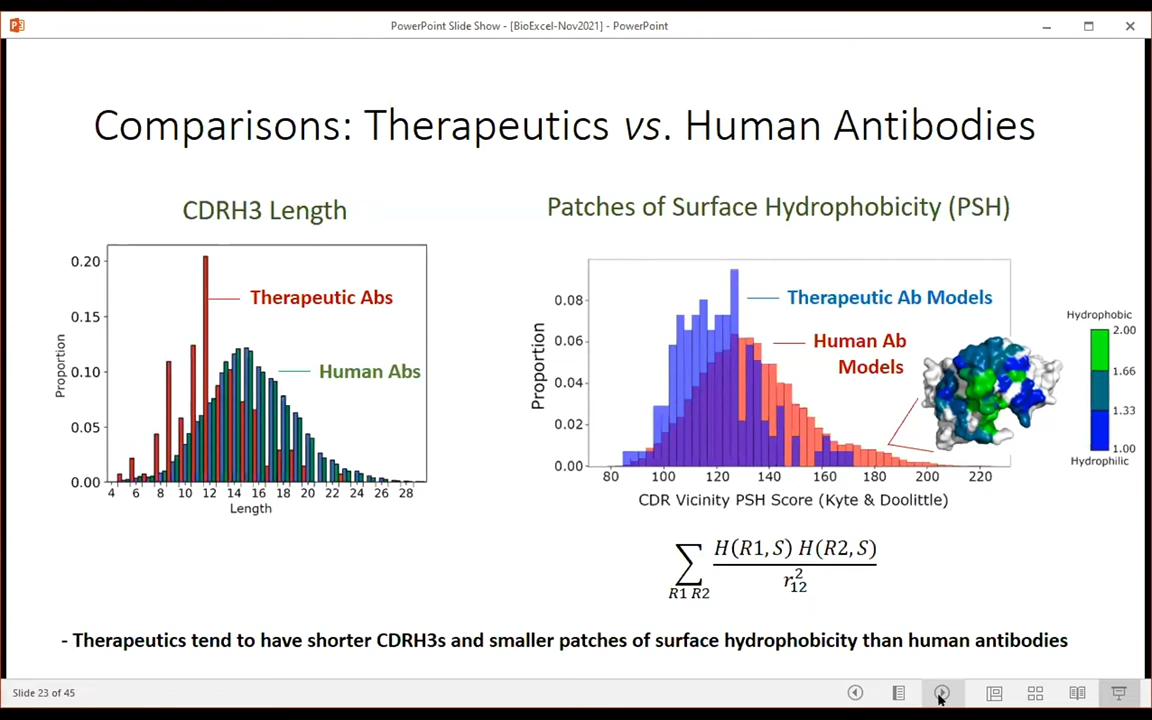 PowerPoint Slide Show - [BioExcel-Nov2021] - PowerPoint
Comparisons: Therapeutics vs. Human Antibodies
CDRH3 Length
0.20
0.15
0.10
0.05
0.00
Proportion
Therapeutic Abs
Human Abs
4 6 8 10 12 14 16 18 20 22 24 26 28
Length
Patches of Surface Hydrophobicity (PSH)
0.08
0.06
0.04
0.02
0.00
Proportion
Therapeutic Ab Models
Human Ab
Models
80 100 120 140 160 180 200 220
CDR Vicinity PSH Score (Kyte & Doolittle)
Hydrophobic
2.00
1.66
1.33
1.00
Hydrophilic
∑ H(R1, S) H(R2, S)
R1 R2 r₁₂²
- Therapeutics tend to have shorter CDRH3s and smaller patches of surface hydrophobicity than human antibodies
Slide 23 of 45